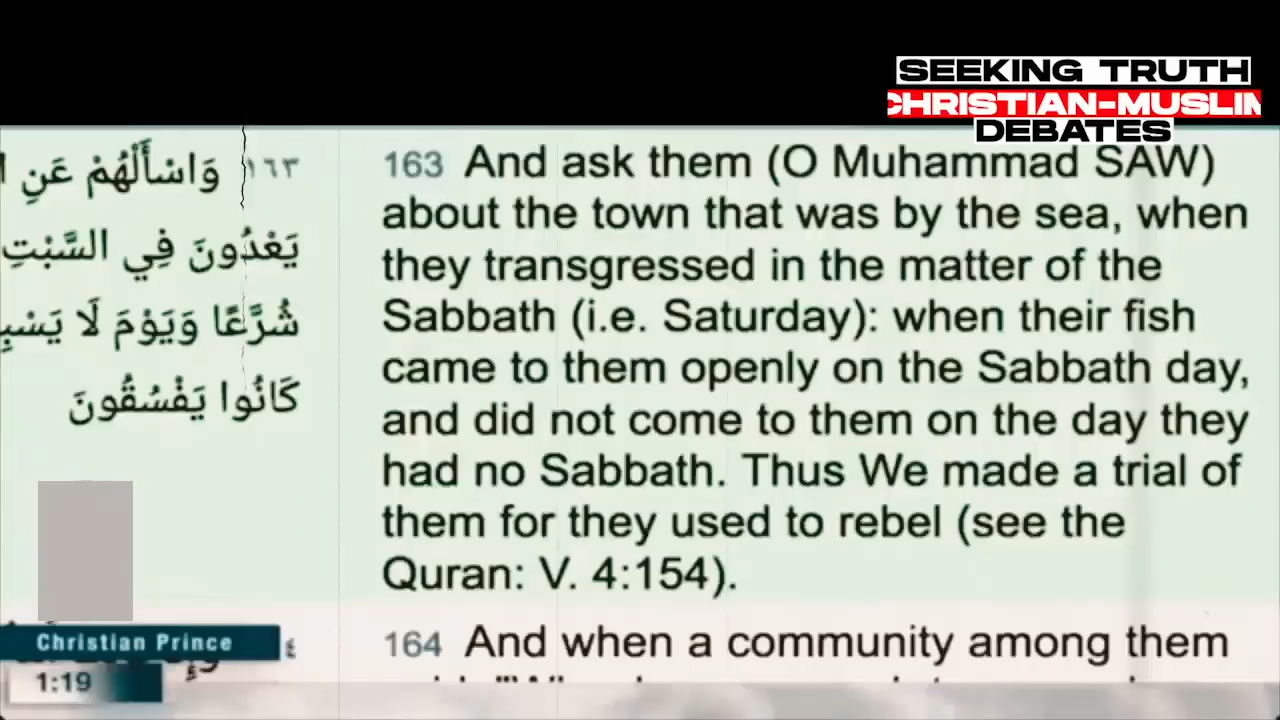 SEEKING TRUTH
CHRISTIAN-MUSLIM
DEBATES
١٦٣ وَاسْأَلْهُمْ عَنِ
يَعْدُونَ فِي السَّبْتِ
شُرَّعًا وَيَوْمَ لَا
كَانُوا يَفْسُقُونَ
163 And ask them (O Muhammad SAW)
about the town that was by the sea, when
they transgressed in the matter of the
Sabbath (i.e. Saturday): when their fish
came to them openly on the Sabbath day,
and did not come to them on the day they
had no Sabbath. Thus We made a trial of
them for they used to rebel (see the
Quran: V. 4:154).
164 And when a community among them
Christian Prince
1:19